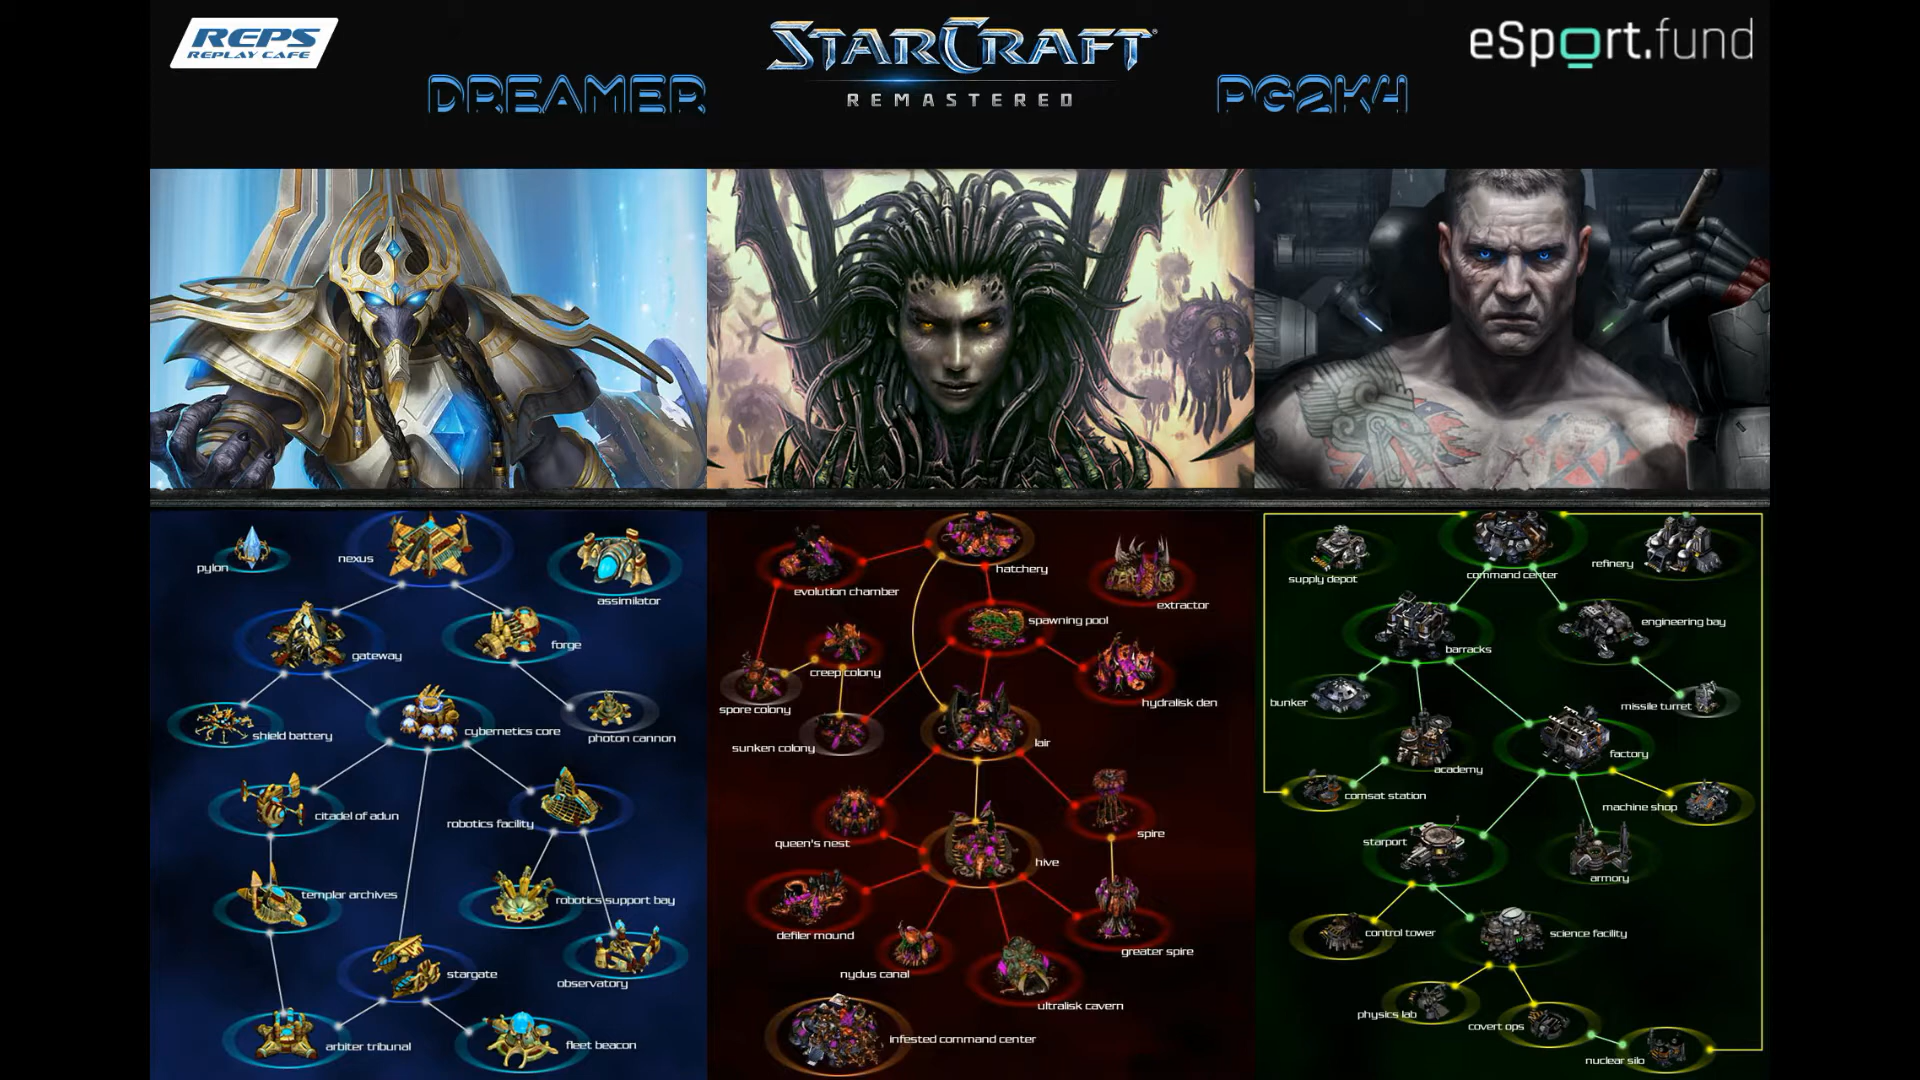 REPS
REPLAY CAFE
DREAMER
STARCRAFT
REMASTERED
PG2K4
eSport.fund
pylon
nexus
assimilator
gateway
forge
shield battery
cybernetics core
photon cannon
citadel of adun
robotics facility
templar archives
robotics support bay
stargate
observatory
arbiter tribunal
fleet beacon
hatchery
evolution chamber
extractor
spawning pool
creep colony
spore colony
hydralisk den
sunken colony
lair
queen's nest
spire
hive
defiler mound
greater spire
nydus canal
ultralisk cavern
infested command center
supply depot
command center
refinery
barracks
engineering bay
bunker
missile turret
academy
factory
comsat station
machine shop
starport
armory
control tower
science facility
physics lab
covert ops
nuclear silo